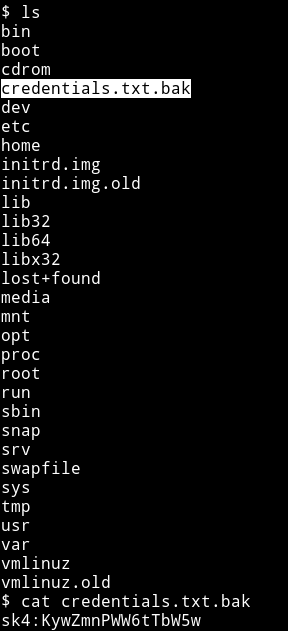 $ ls
bin
boot
cdrom
credentials.txt.bak
dev
etc
home
initrd.img
initrd.img.old
lib
lib32
lib64
libx32
lost+found
media
mnt
opt
proc
root
run
sbin
snap
srv
swapfile
sys
tmp
usr
var
vmlinuz
vmlinuz.old
$ cat credentials.txt.bak
sk4:KywZmnPWW6tTbW5w